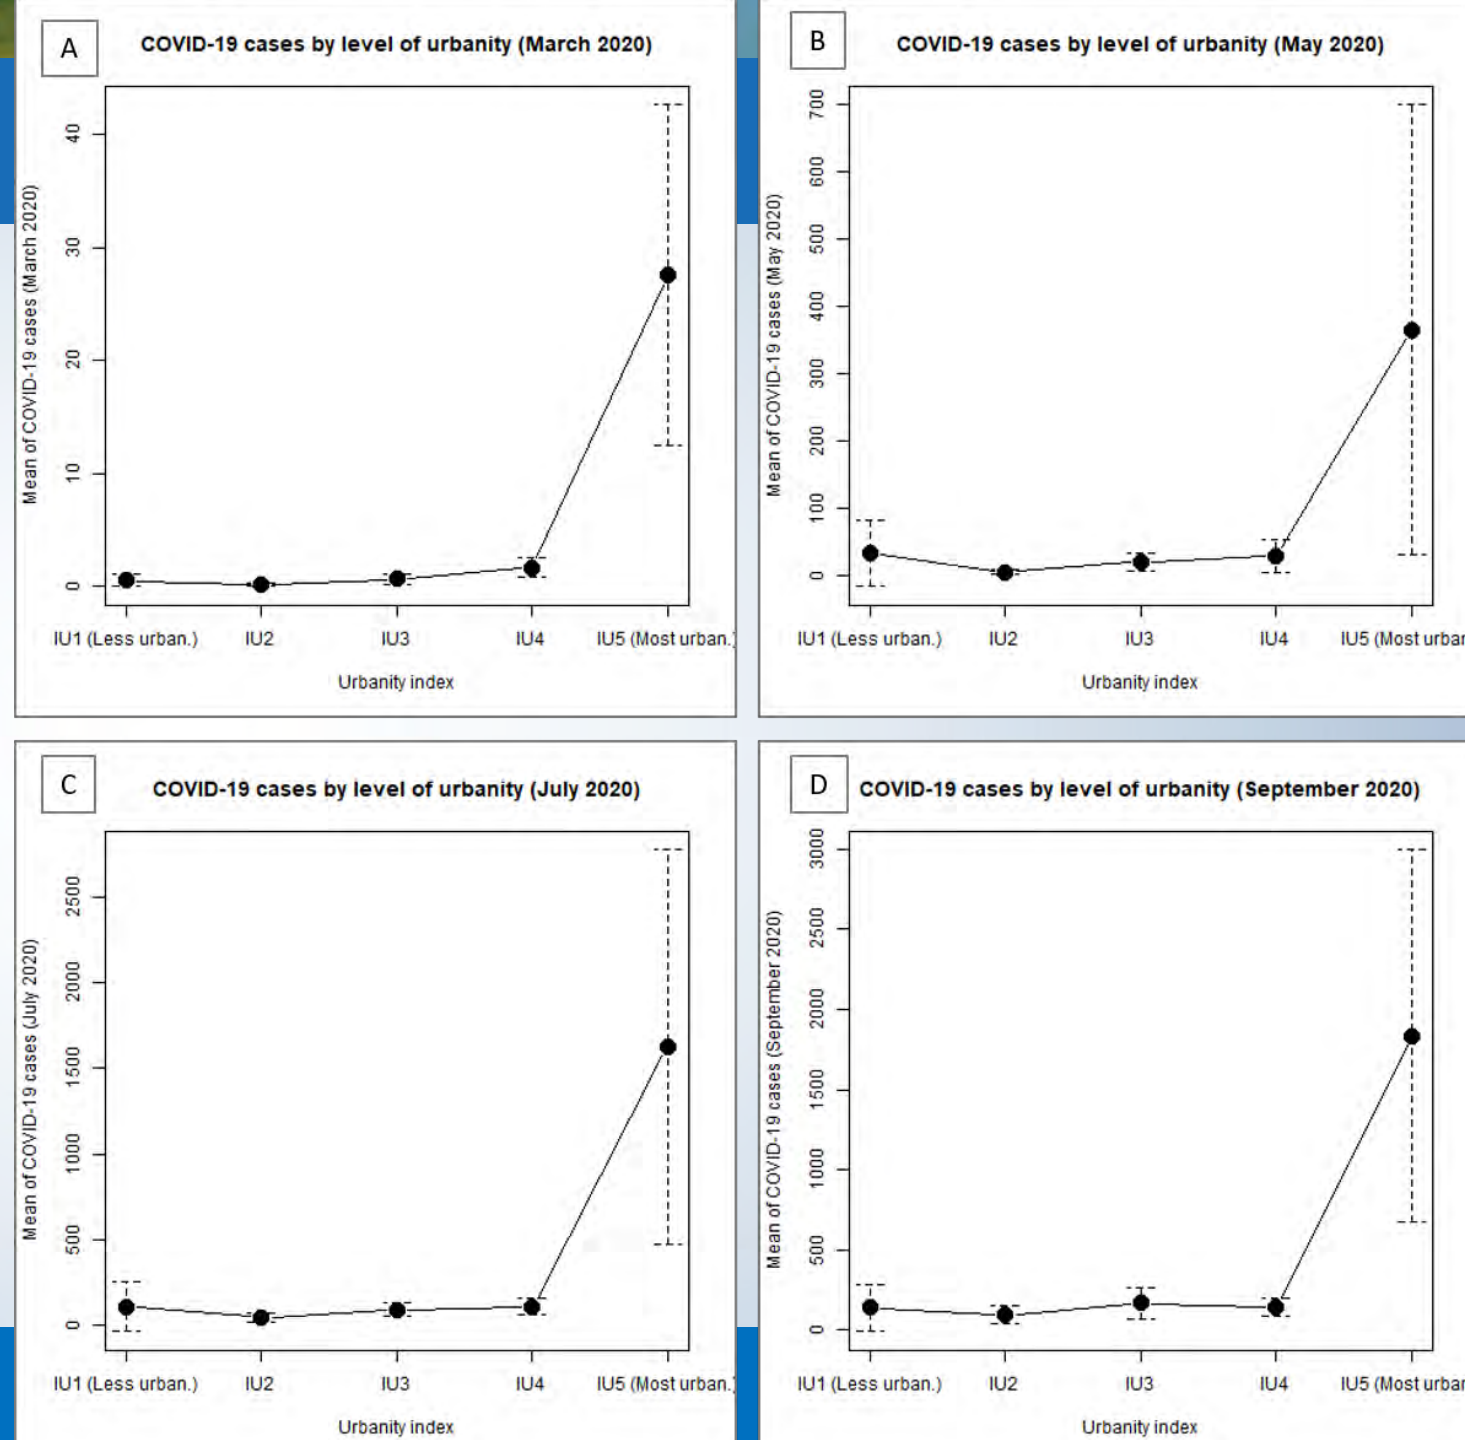 A
COVID-19 cases by level of urbanity (March 2020)
Mean of COVID-19 cases (March 2020)
40
30
20
10
0
IU1 (Less urban.) IU2 IU3 IU4 IU5 (Most urban.)
Urbanity index
B
COVID-19 cases by level of urbanity (May 2020)
Mean of COVID-19 cases (May 2020)
700
600
500
400
300
200
100
0
IU1 (Less urban.) IU2 IU3 IU4 IU5 (Most urbar
Urbanity index
C
COVID-19 cases by level of urbanity (July 2020)
Mean of COVID-19 cases (July 2020)
2500
2000
1500
1000
500
0
IU1 (Less urban.) IU2 IU3 IU4 IU5 (Most urban.)
Urbanity index
D
COVID-19 cases by level of urbanity (September 2020)
Mean of COVID-19 cases (September 2020)
3000
2500
2000
1500
1000
500
0
IU1 (Less urban.) IU2 IU3 IU4 IU5 (Most urbar
Urbanity index